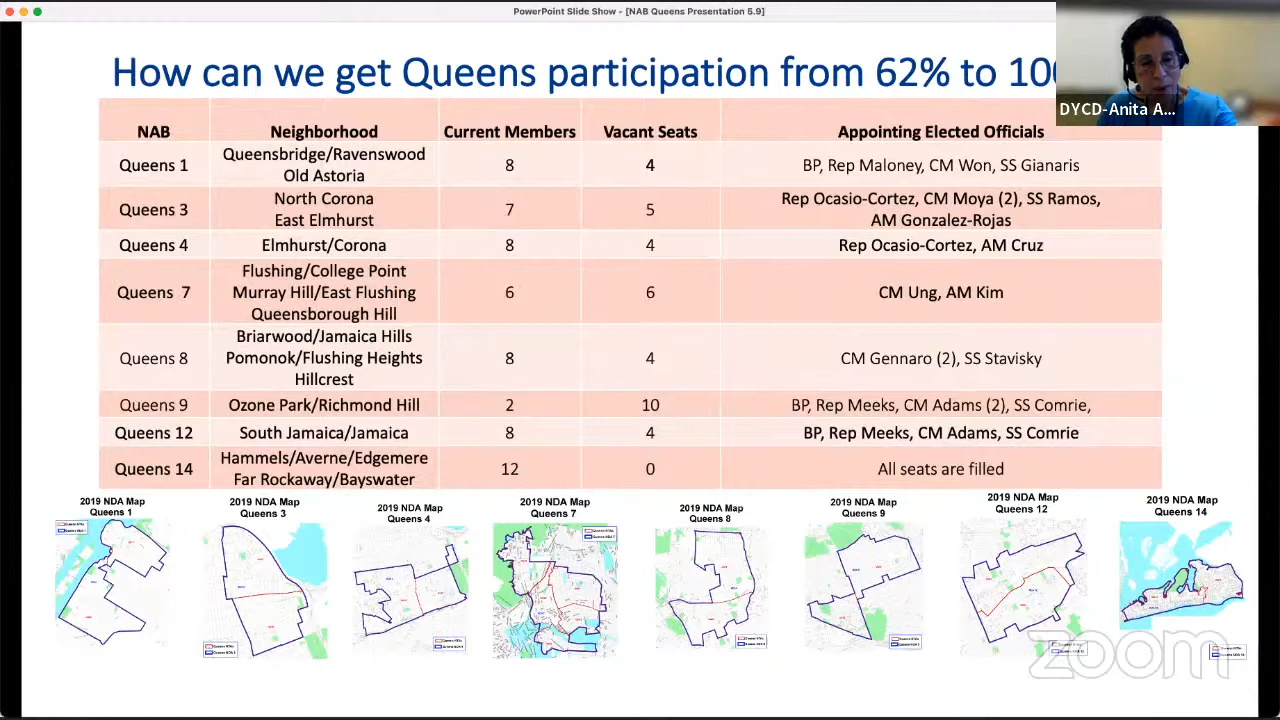 PowerPoint Slide Show - [NAB Queens Presentation 5.9]
How can we get Queens participation from 62% to
DYCD-Anita A...
NAB Neighborhood Current Members Vacant Seats Appointing Elected Officials
Queens 1 Queensbridge/Ravenswood 8 4 BP, Rep Maloney, CM Won, SS Gianaris
Old Astoria
Queens 3 North Corona 7 5 Rep Ocasio-Cortez, CM Moya (2), SS Ramos,
East Elmhurst AM Gonzalez-Rojas
Queens 4 Elmhurst/Corona 8 4 Rep Ocasio-Cortez, AM Cruz
Flushing/College Point
Queens 7 Murray Hill/East Flushing 6 6 CM Ung, AM Kim
Queensborough Hill
Briarwood/Jamaica Hills
Queens 8 Pomonok/Flushing Heights 8 4 CM Gennaro (2), SS Stavisky
Hillcrest
Queens 9 Ozone Park/Richmond Hill 2 10 BP, Rep Meeks, CM Adams (2), SS Comrie,
Queens 12 South Jamaica/Jamaica 8 4 BP, Rep Meeks, CM Adams, SS Comrie
Queens 14 Hammels/Averne/Edgemere 12 0 All seats are filled
Far Rockaway/Bayswater
2019 NDA Map
Queens 1
2019 NDA Map
Queens 3
2019 NDA Map
Queens 4
2019 NDA Map
Queens 7
2019 NDA Map
Queens 8
2019 NDA Map
Queens 9
2019 NDA Map
Queens 12
2019 NDA Map
Queens 14
zoom